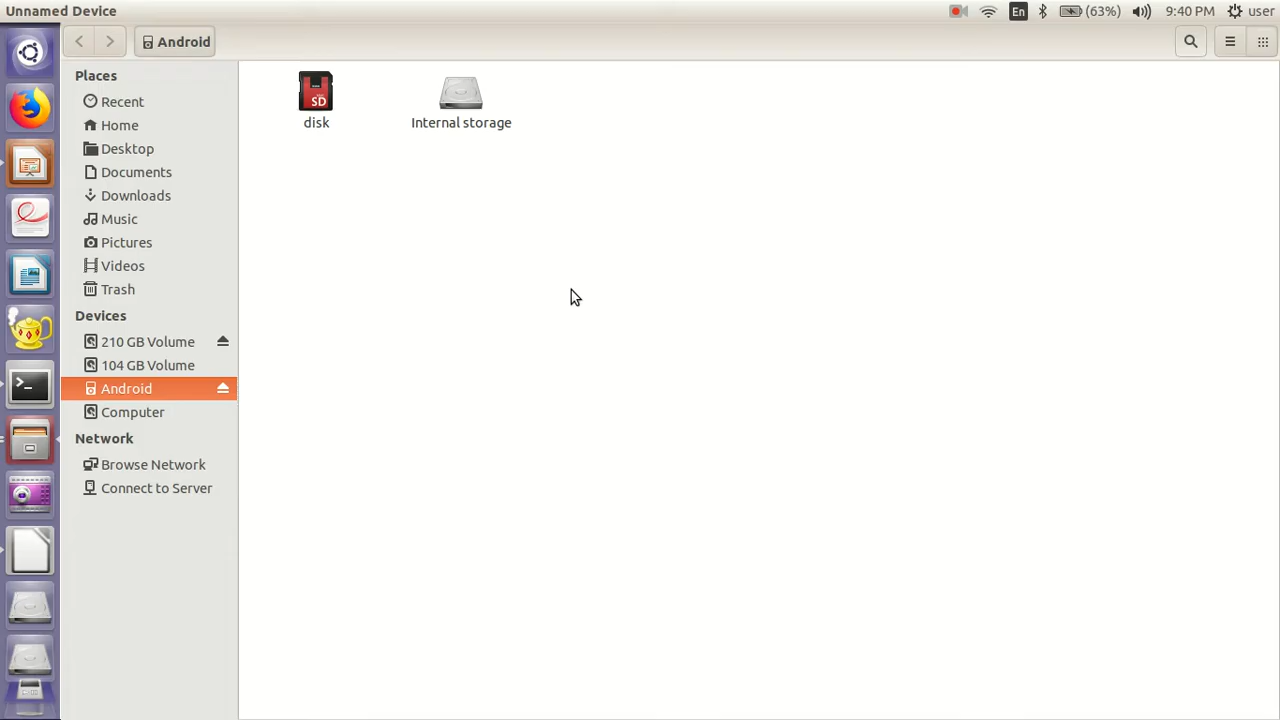 Unnamed Device
En
(63%)
9:40 PM
user
Android
Places
Recent
Home
Desktop
Documents
Downloads
Music
Pictures
Videos
Trash
Devices
210 GB Volume
104 GB Volume
Android
Computer
Network
Browse Network
Connect to Server
SD
disk
Internal storage